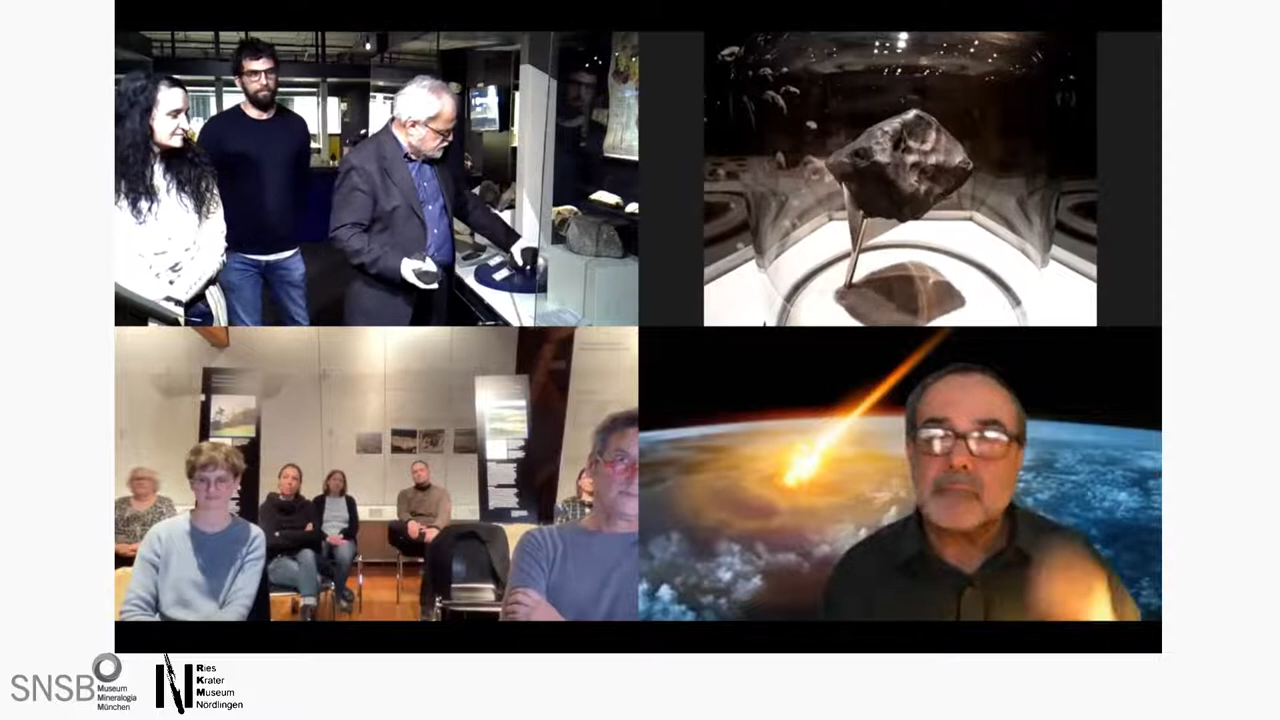 SNSB
Museum
Mineralogia
München
Ries
Krater
Museum
Nördlingen